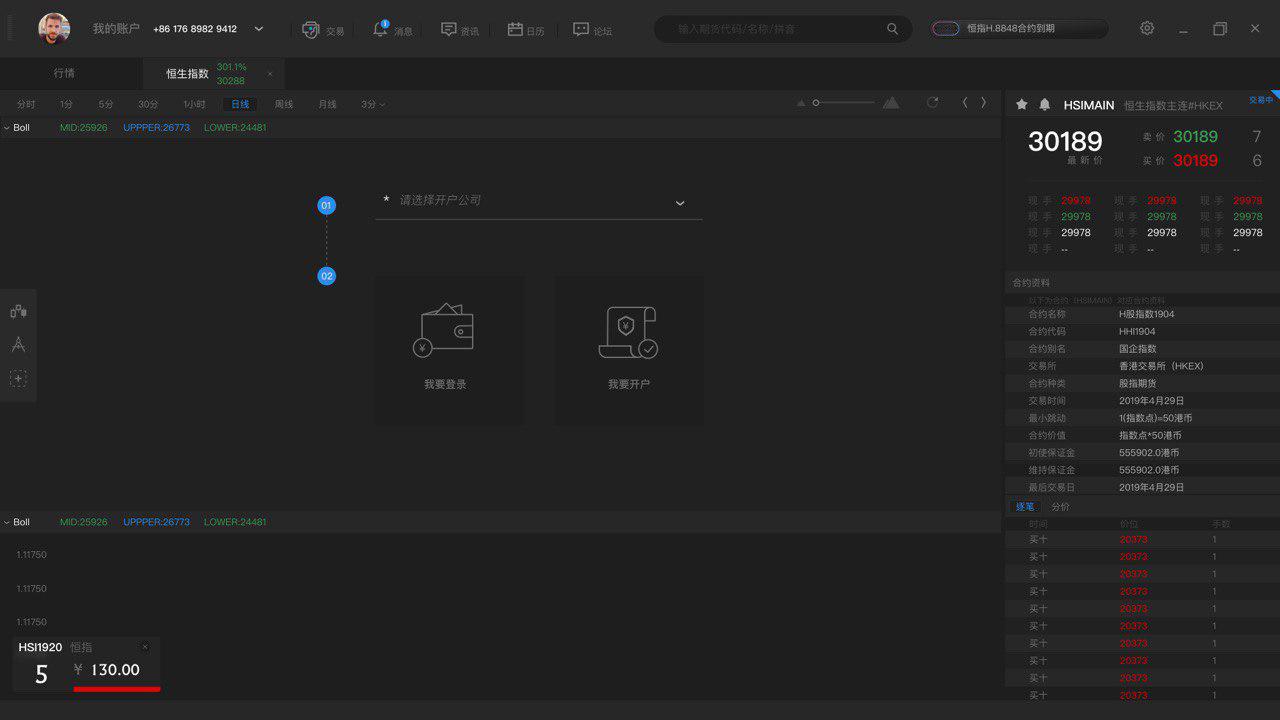 我的账户 +86 176 8982 9412 交易 1 消息 资讯 日历 论坛 输入期货代码/名称/拼音 恒指H.8848合约到期
行情 恒生指数 301.1% 30288 ×
分时 1分 5分 30分 1小时 日线 周线 月线 3分
Boll MID:25926 UPPPER:26773 LOWER:24481
01 * 请选择开户公司
02
¥ ¥
我要登录 我要开户
Boll MID:25926 UPPPER:26773 LOWER:24481
1.11750
1.11750
1.11750
HSI1920 恒指 ×
5 ¥ 130.00
HSIMAIN 恒生指数主连#HKEX 交易中
30189 最新价
卖价 30189 7
买价 30189 6
现手 29978 现手 29978 现手 29978
现手 29978 现手 29978 现手 29978
现手 29978 现手 29978 现手 29978
现手 -- 现手 -- 现手 --
合约资料
以下为合约（HSIMAIN）对应合约资料
合约名称 H股指数1904
合约代码 HHI1904
合约别名 国企指数
交易所 香港交易所（HKEX）
合约种类 股指期货
交易时间 2019年4月29日
最小跳动 1(指数点)=50港币
合约价值 指数点*50港币
初使保证金 555902.0港币
维持保证金 555902.0港币
最后交易日 2019年4月29日
逐笔 分价
时间 价位 手数
买十 20373 1
买十 20373 1
买十 20373 1
买十 20373 1
买十 20373 1
买十 20373 1
买十 20373 1
买十 20373 1
买十 20373 1
买十 20373 1